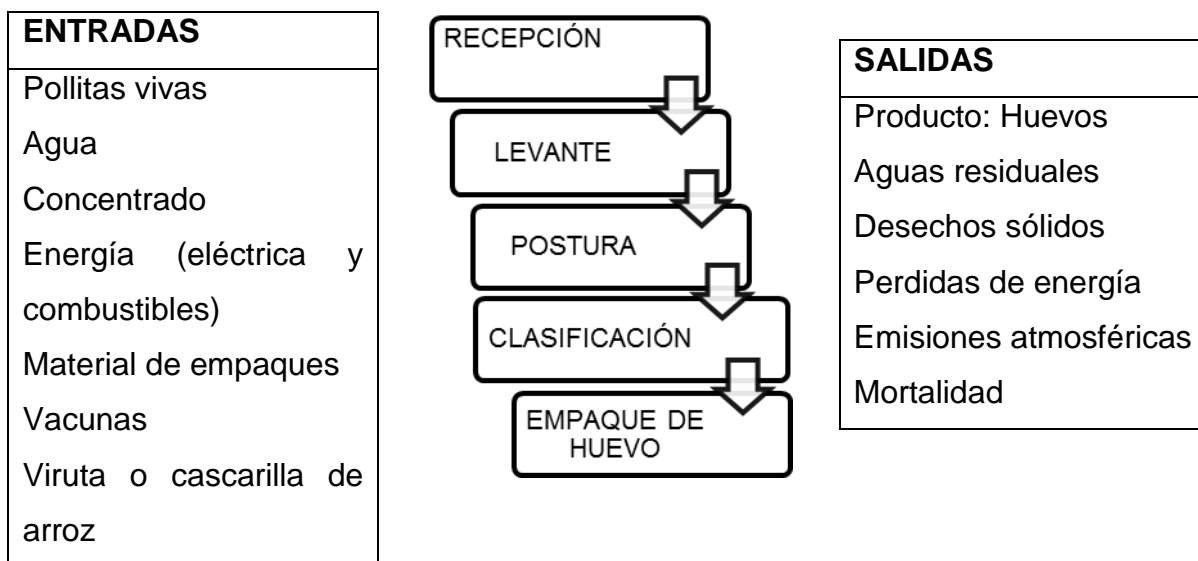 ENTRADAS
Pollitas vivas
Agua
Concentrado
Energía (eléctrica y
combustibles)
Material de empaques
Vacunas
Viruta o cascarilla de
arroz
RECEPCIÓN
LEVANTE
POSTURA
CLASIFICACIÓN
EMPAQUE DE
HUEVO
SALIDAS
Producto: Huevos
Aguas residuales
Desechos sólidos
Perdidas de energía
Emisiones atmosféricas
Mortalidad